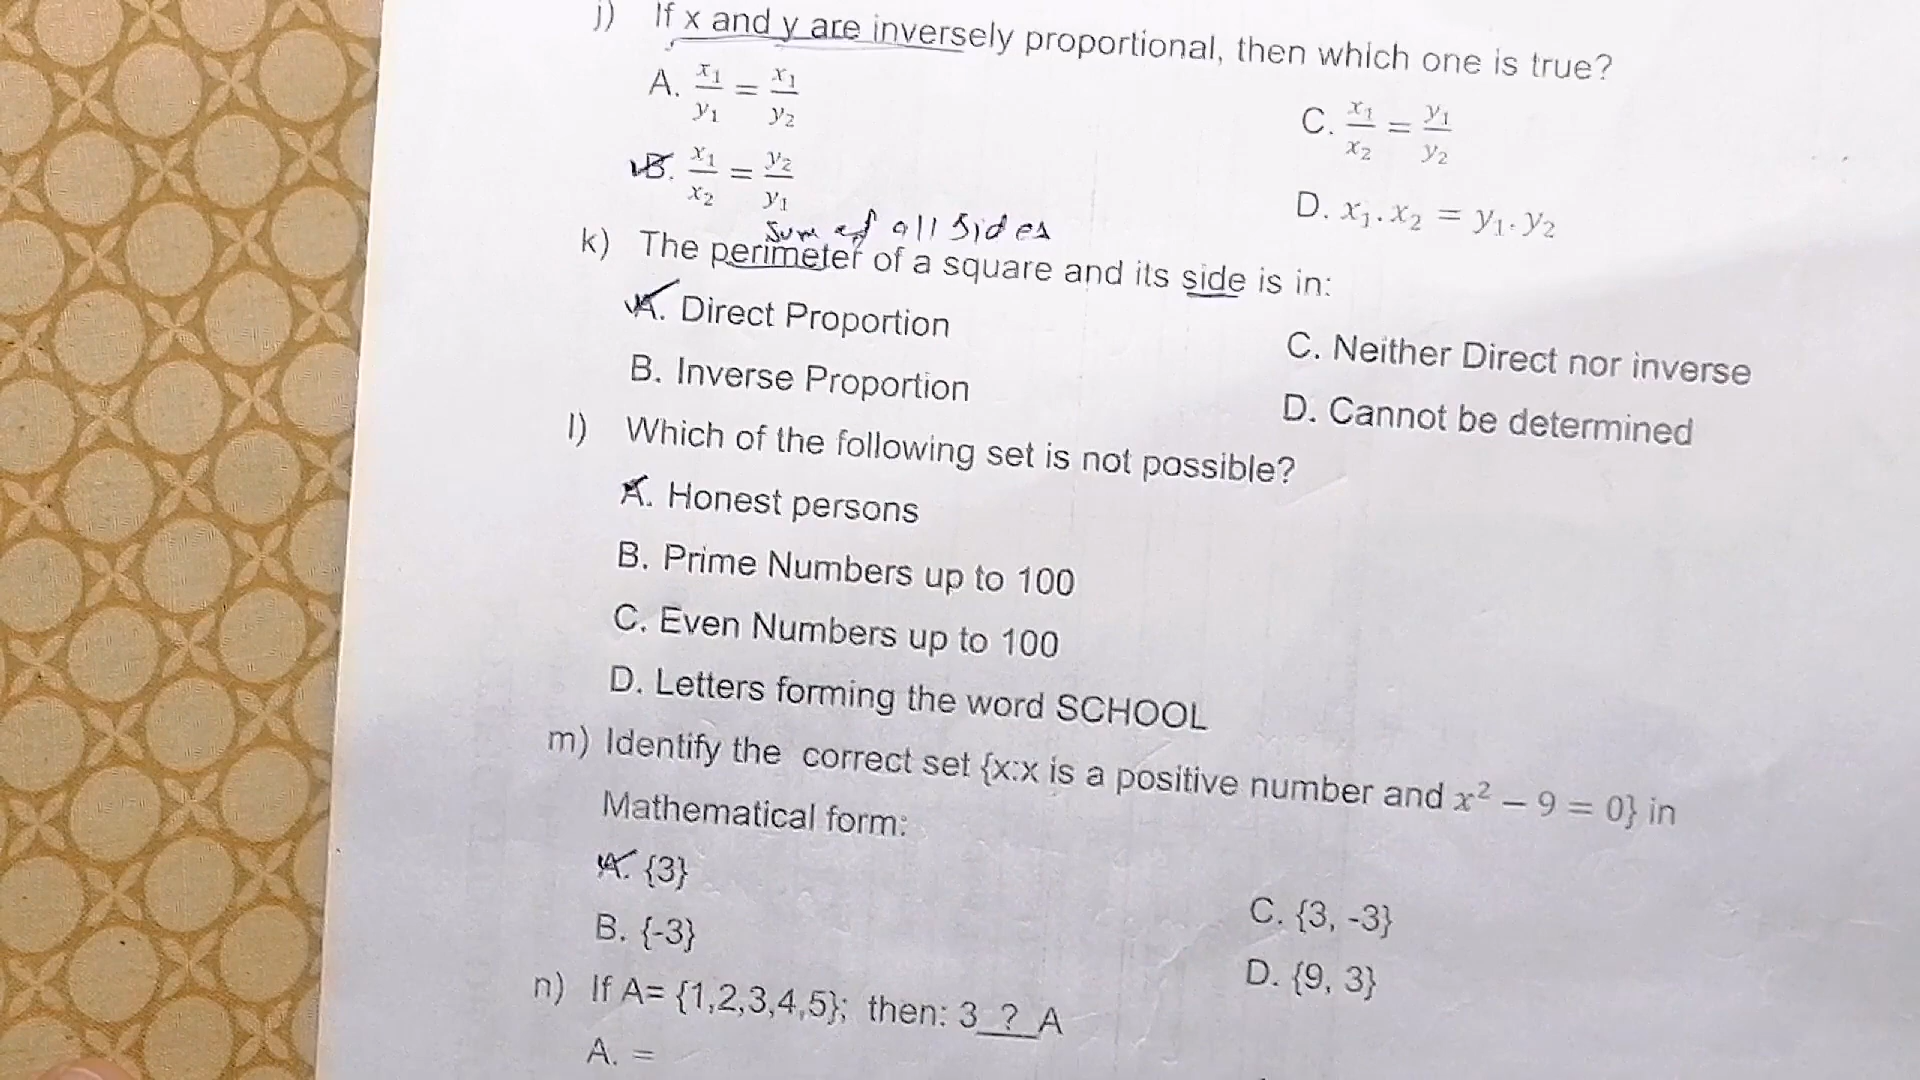 j) If x and y are inversely proportional, then which one is true?
A. x₁/y₁ = x₁/y₂
C. x₁/x₂ = y₁/y₂
B. x₁/x₂ = y₂/y₁
D. x₁.x₂ = y₁.y₂
sum of all sides
k) The perimeter of a square and its side is in:
A. Direct Proportion
C. Neither Direct nor inverse
B. Inverse Proportion
D. Cannot be determined
l) Which of the following set is not possible?
A. Honest persons
B. Prime Numbers up to 100
C. Even Numbers up to 100
D. Letters forming the word SCHOOL
m) Identify the correct set {x:x is a positive number and x² – 9 = 0} in
Mathematical form:
A. {3}
C. {3, -3}
B. {-3}
D. {9, 3}
n) If A= {1,2,3,4,5}; then: 3_?_A
A. =